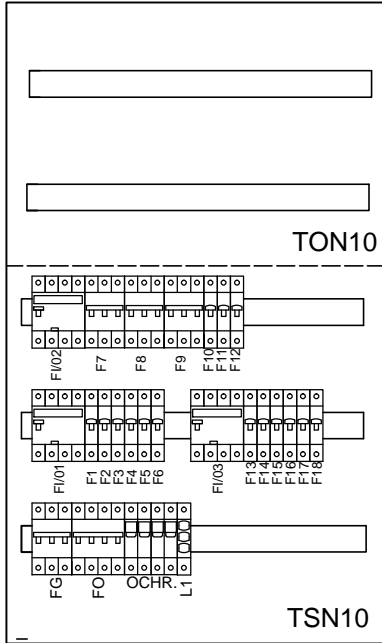 TON10
FI/02 F7 F8 F9 F10 F11 F12
FI/01 F1 F2 F3 F4 F5 F6 FI/03 F13 F14 F15 F16 F17 F18
FG FO OCHR. L1
TSN10